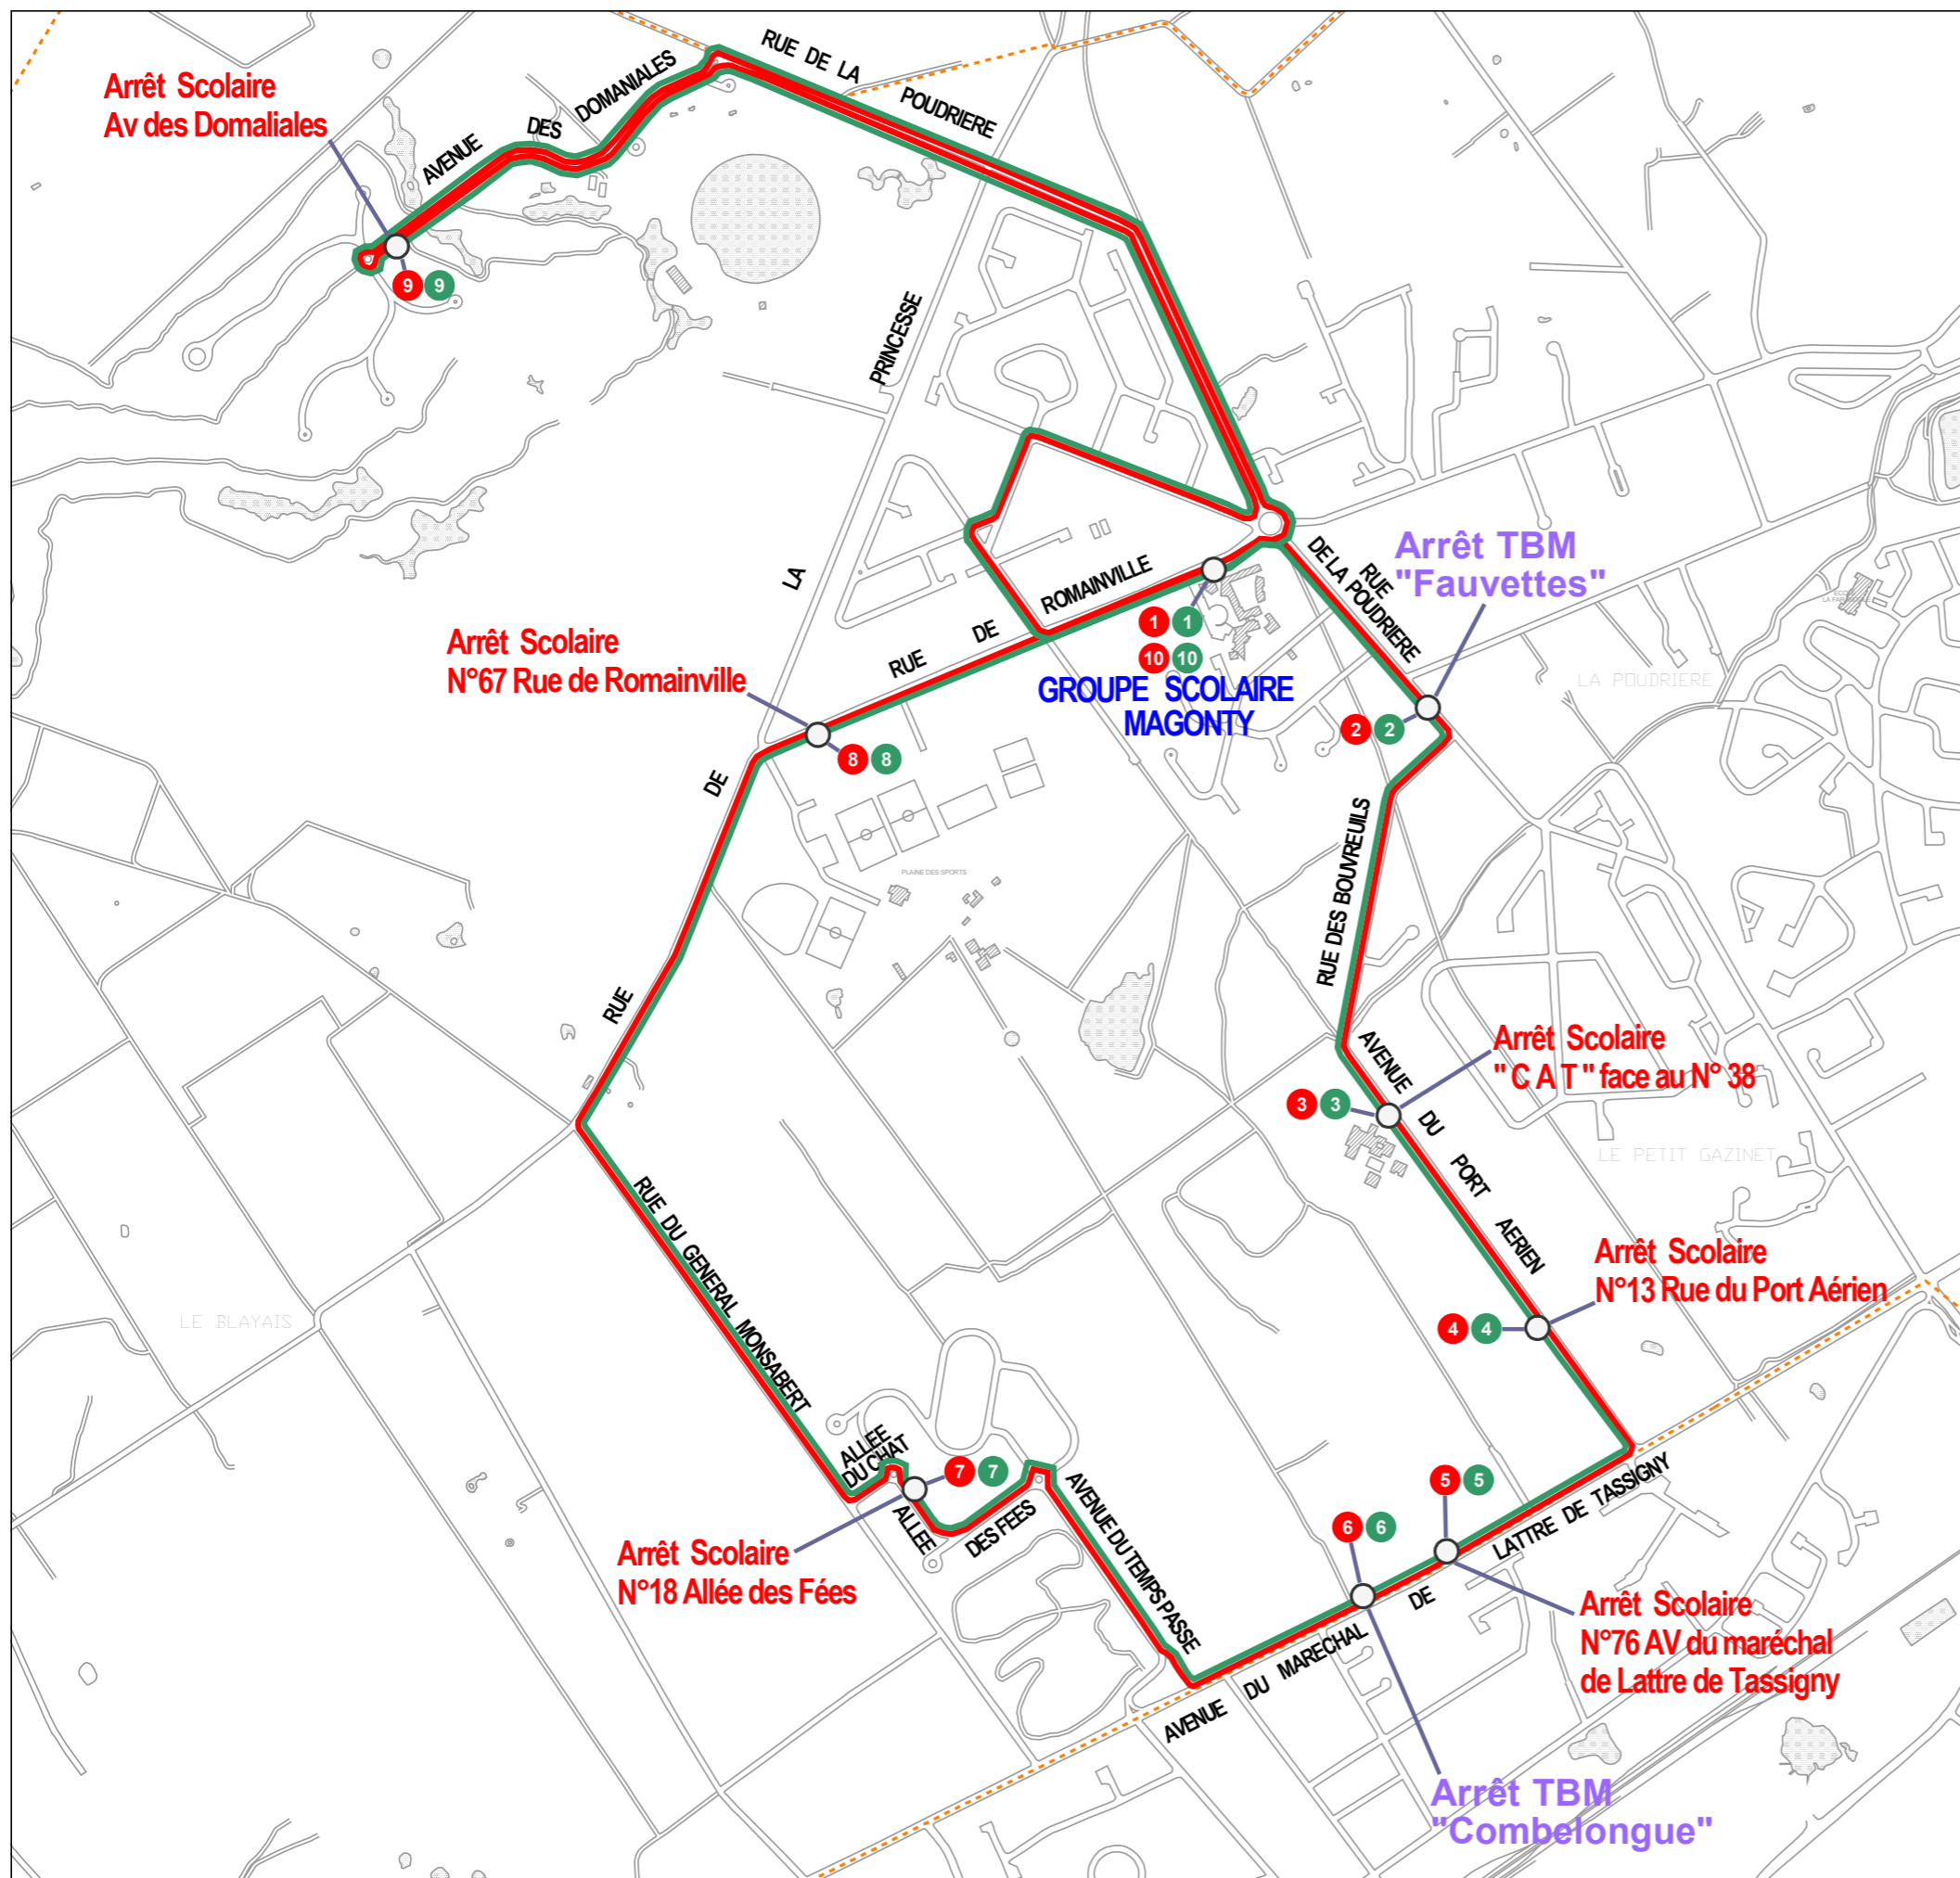 RUE DE LA
POUDRIERE
Arrêt Scolaire
Av des Domaliales
AVENUE DES DOMANIALES
9 9
PRINCESSE
LA
DE
RUE
Arrêt TBM
"Fauvettes"
RUE
DE LA POUDRIERE
ROMAINVILLE
DE
RUE
1 1
10 10
GROUPE SCOLAIRE
MAGONTY
Arrêt Scolaire
N°67 Rue de Romainville
8 8
2 2
LA POUDRIERE
RUE DES BOUVREUILS
PLAINE DES SPORTS
Arrêt Scolaire
" C A T " face au N° 38
3 3
AVENUE DU PORT AERIEN
LE PETIT GAZINET
RUE DU GENERAL MONSABERT
Arrêt Scolaire
N°13 Rue du Port Aérien
4 4
LE BLAYAIS
ALLEE
DU CHAT
7 7
ALLEE
DES FEES
AVENUE DU TEMPS PASSE
5 5
6 6
AVENUE DU MARECHAL DE LATTRE DE TASSIGNY
Arrêt Scolaire
N°18 Allée des Fées
Arrêt Scolaire
N°76 AV du maréchal
de Lattre de Tassigny
Arrêt TBM
"Combelongue"